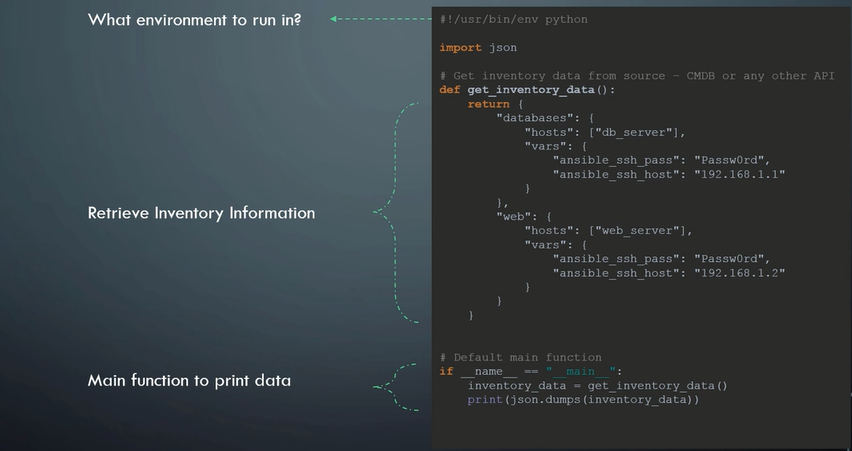 What environment to run in?
Retrieve Inventory Information
Main function to print data
#!/usr/bin/env python

import json

# Get inventory data from source – CMDB or any other API
def get_inventory_data():
    return {
        "databases": {
            "hosts": ["db_server"],
            "vars": {
                "ansible_ssh_pass": "Passw0rd",
                "ansible_ssh_host": "192.168.1.1"
            }
        },
        "web": {
            "hosts": ["web_server"],
            "vars": {
                "ansible_ssh_pass": "Passw0rd",
                "ansible_ssh_host": "192.168.1.2"
            }
        }
    }

# Default main function
if __name__ == "__main__":
    inventory_data = get_inventory_data()
    print(json.dumps(inventory_data))